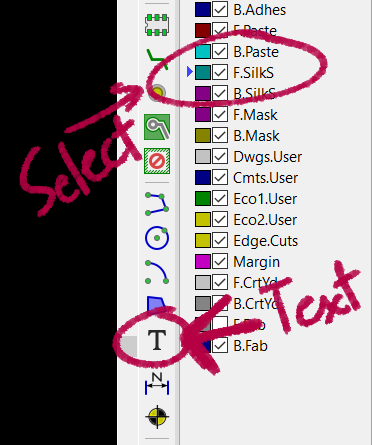 B.Adhes
F.Paste
B.Paste
F.SilkS
B.SilkS
F.Mask
B.Mask
Dwgs.User
Cmts.User
Eco1.User
Eco2.User
Edge.Cuts
Margin
F.CrtYd
B.CrtYd
B.Fab
Select
Text
T
N